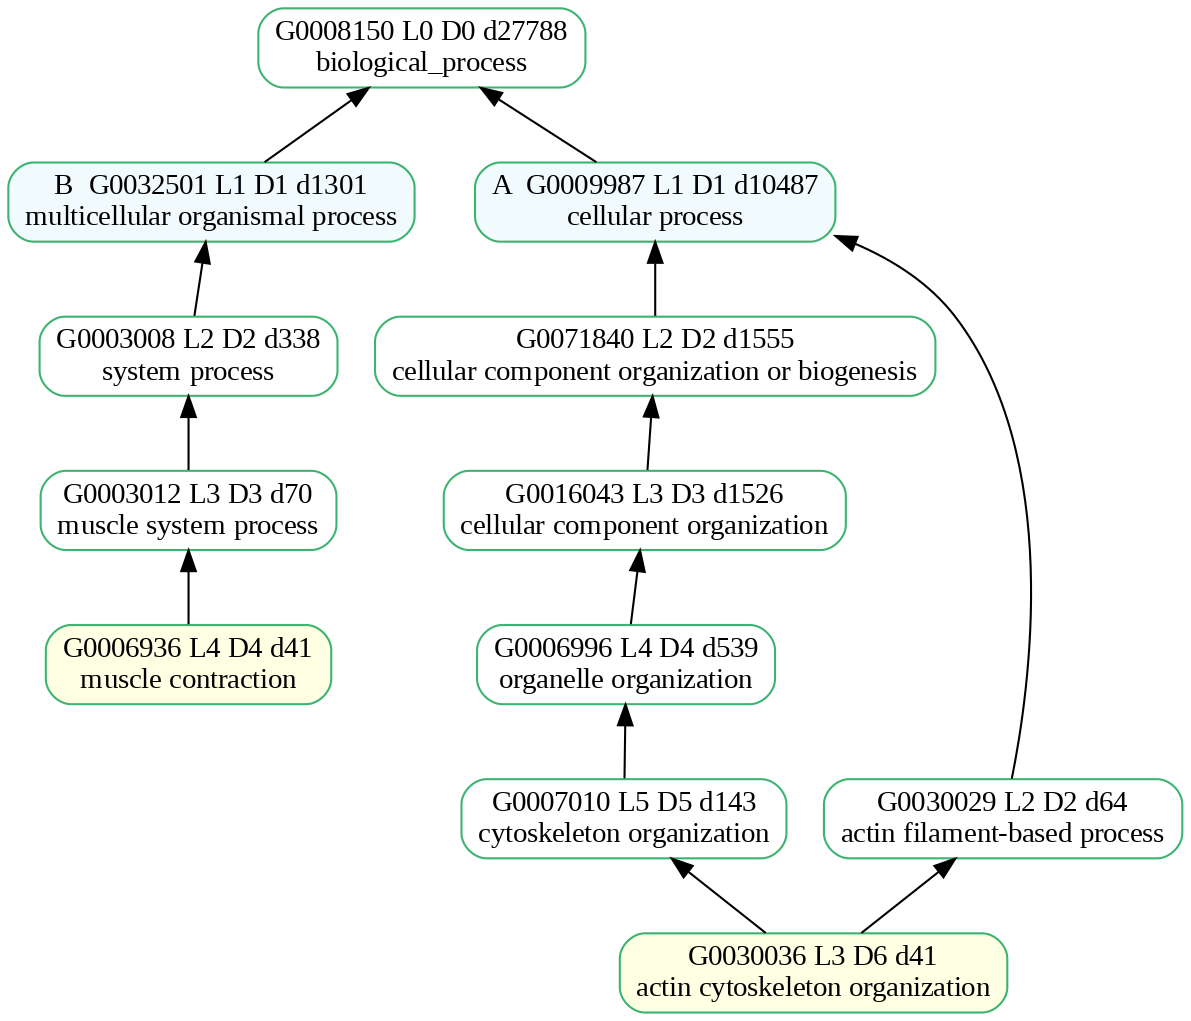 G0008150 L0 D0 d27788
biological_process
B  G0032501 L1 D1 d1301
multicellular organismal process
A  G0009987 L1 D1 d10487
cellular process
G0003008 L2 D2 d338
system process
G0071840 L2 D2 d1555
cellular component organization or biogenesis
G0003012 L3 D3 d70
muscle system process
G0016043 L3 D3 d1526
cellular component organization
G0006936 L4 D4 d41
muscle contraction
G0006996 L4 D4 d539
organelle organization
G0007010 L5 D5 d143
cytoskeleton organization
G0030029 L2 D2 d64
actin filament-based process
G0030036 L3 D6 d41
actin cytoskeleton organization